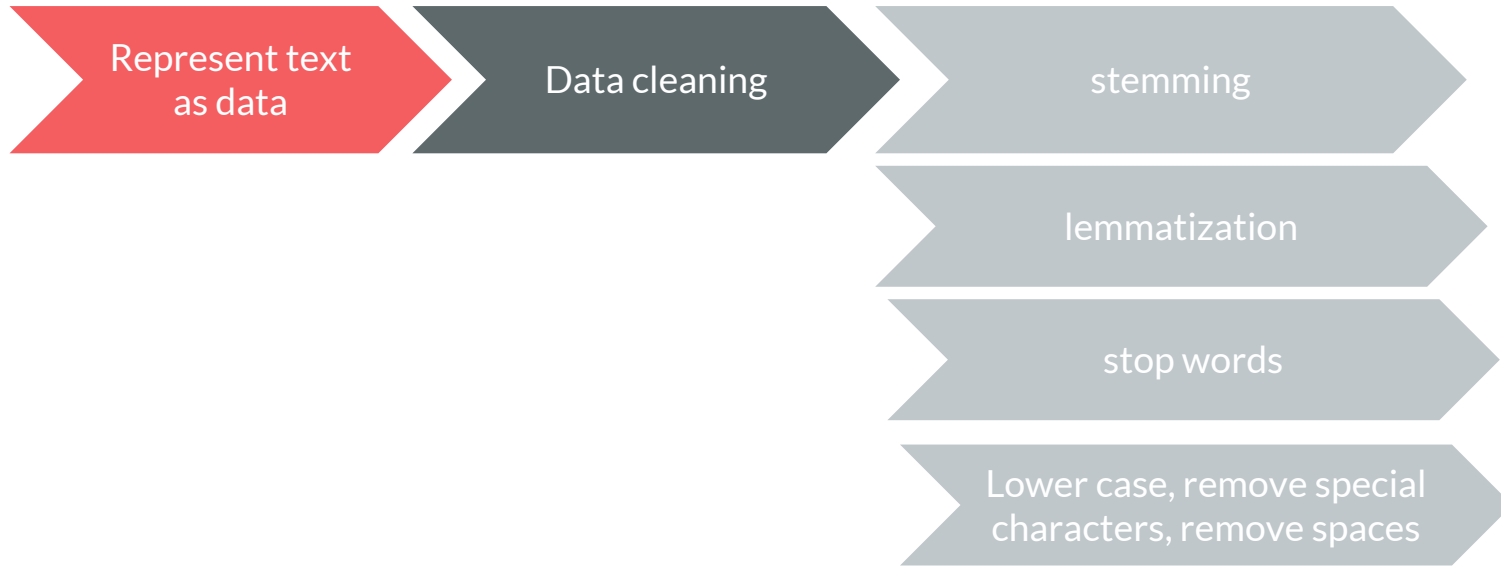 Represent text
as data
Data cleaning
stemming
lemmatization
stop words
Lower case, remove special
characters, remove spaces